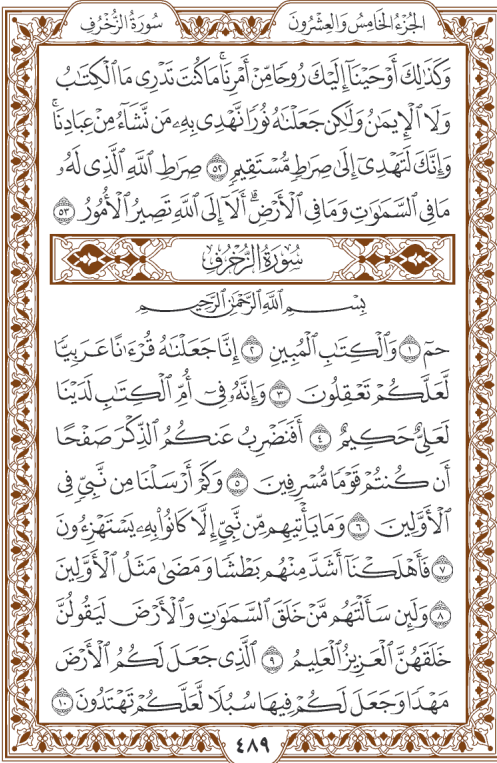 الجُزْءُ الخَامِسُ وَالعِشْرُونَ سُورَةُ الزُّخْرُفِ
وَكَذَٰلِكَ أَوْحَيْنَآ إِلَيْكَ رُوحًا مِّنْ أَمْرِنَاۚ مَا كُنتَ تَدْرِى مَا ٱلْكِتَٰبُ
وَلَا ٱلْإِيمَٰنُ وَلَٰكِن جَعَلْنَٰهُ نُورًا نَّهْدِى بِهِۦ مَن نَّشَآءُ مِنْ عِبَادِنَاۚ
وَإِنَّكَ لَتَهْدِىٓ إِلَىٰ صِرَٰطٍ مُّسْتَقِيمٍ ٥٢ صِرَٰطِ ٱللَّهِ ٱلَّذِى لَهُۥ
مَا فِى ٱلسَّمَٰوَٰتِ وَمَا فِى ٱلْأَرْضِۗ أَلَآ إِلَى ٱللَّهِ تَصِيرُ ٱلْأُمُورُ ٥٣
سُورَةُ الزُّخْرُفِ
بِسْمِ ٱللَّهِ ٱلرَّحْمَٰنِ ٱلرَّحِيمِ
حمٓ ١ وَٱلْكِتَٰبِ ٱلْمُبِينِ ٢ إِنَّا جَعَلْنَٰهُ قُرْءَٰنًا عَرَبِيًّا
لَّعَلَّكُمْ تَعْقِلُونَ ٣ وَإِنَّهُۥ فِىٓ أُمِّ ٱلْكِتَٰبِ لَدَيْنَا
لَعَلِىٌّ حَكِيمٌ ٤ أَفَنَضْرِبُ عَنكُمُ ٱلذِّكْرَ صَفْحًا
أَن كُنتُمْ قَوْمًا مُّسْرِفِينَ ٥ وَكَمْ أَرْسَلْنَا مِن نَّبِىٍّ فِى
ٱلْأَوَّلِينَ ٦ وَمَا يَأْتِيهِم مِّن نَّبِىٍّ إِلَّا كَانُوا۟ بِهِۦ يَسْتَهْزِءُونَ
٧ فَأَهْلَكْنَآ أَشَدَّ مِنْهُم بَطْشًا وَمَضَىٰ مَثَلُ ٱلْأَوَّلِينَ
٨ وَلَئِن سَأَلْتَهُم مَّنْ خَلَقَ ٱلسَّمَٰوَٰتِ وَٱلْأَرْضَ لَيَقُولُنَّ
خَلَقَهُنَّ ٱلْعَزِيزُ ٱلْعَلِيمُ ٩ ٱلَّذِى جَعَلَ لَكُمُ ٱلْأَرْضَ
مَهْدًا وَجَعَلَ لَكُمْ فِيهَا سُبُلًا لَّعَلَّكُمْ تَهْتَدُونَ ١٠
٤٨٩